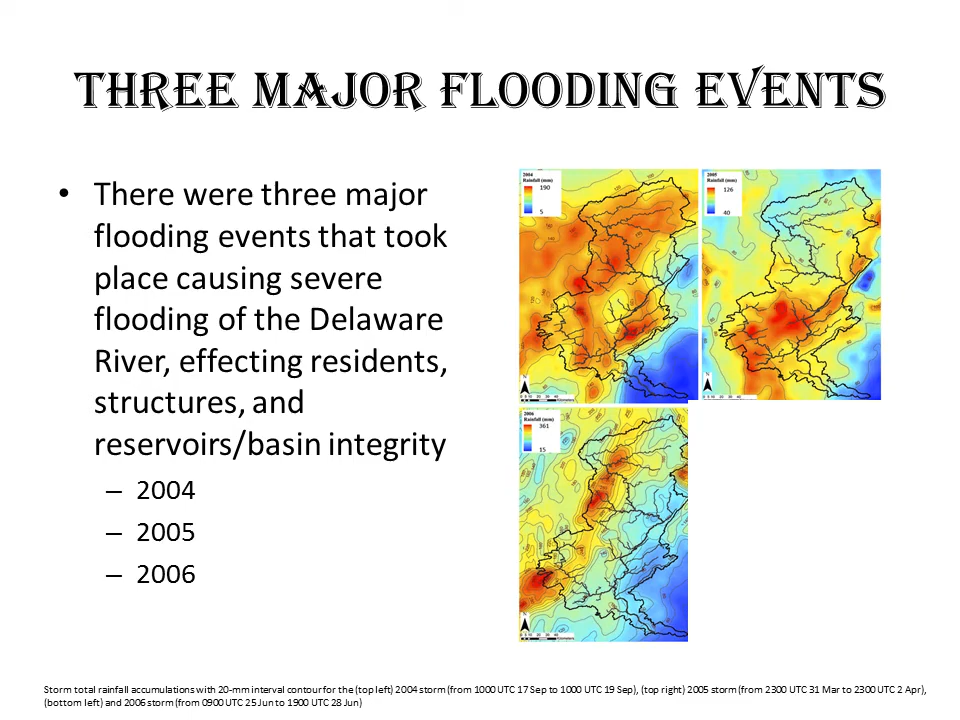 THREE MAJOR FLOODING EVENTS
• There were three major
flooding events that took
place causing severe
flooding of the Delaware
River, effecting residents,
structures, and
reservoirs/basin integrity
– 2004
– 2005
– 2006
2004
Rainfall (mm)
190
5
N
2005
Rainfall (mm)
126
40
N
2006
Rainfall (mm)
361
15
N
Storm total rainfall accumulations with 20-mm interval contour for the (top left) 2004 storm (from 1000 UTC 17 Sep to 1000 UTC 19 Sep), (top right) 2005 storm (from 2300 UTC 31 Mar to 2300 UTC 2 Apr),
(bottom left) and 2006 storm (from 0900 UTC 25 Jun to 1900 UTC 28 Jun)